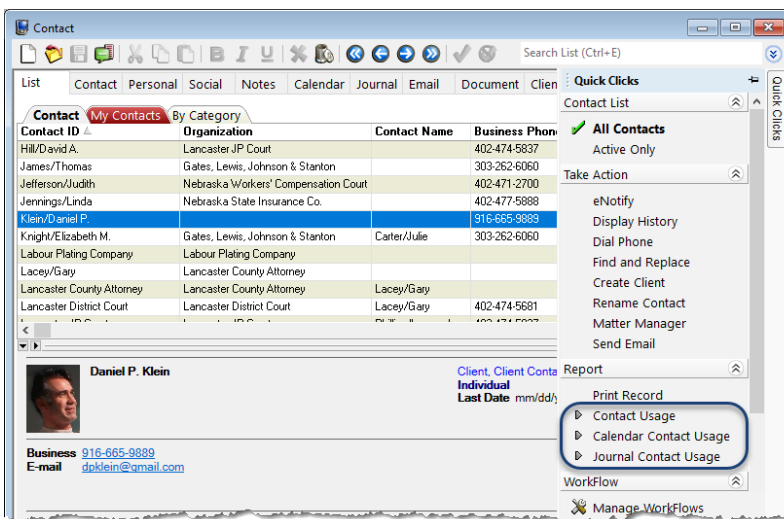 Contact
Search List (Ctrl+E)
List Contact Personal Social Notes Calendar Journal Email Document Clien
Contact My Contacts By Category
Contact ID Organization Contact Name Business Phon
Hill/David A. Lancaster JP Court 402-474-5837
James/Thomas Gates, Lewis, Johnson & Stanton 303-262-6060
Jefferson/Judith Nebraska Workers' Compensation Court 402-471-2700
Jennings/Linda Nebraska State Insurance Co. 402-477-5888
Klein/Daniel P. 916-665-9889
Knight/Elizabeth M. Gates, Lewis, Johnson & Stanton Carter/Julie 303-262-6060
Labour Plating Company Labour Plating Company
Lacey/Gary Lancaster County Attorney
Lancaster County Attorney Lancaster County Attorney Lacey/Gary
Lancaster District Court Lancaster District Court Lacey/Gary 402-474-5681
Daniel P. Klein
Client, Client Conta
Individual
Last Date mm/dd/y
Business 916-665-9889
E-mail dpklein@gmail.com
Quick Clicks
Contact List
All Contacts
Active Only
Take Action
eNotify
Display History
Dial Phone
Find and Replace
Create Client
Rename Contact
Matter Manager
Send Email
Report
Print Record
Contact Usage
Calendar Contact Usage
Journal Contact Usage
WorkFlow
Manage WorkFlows
Quick Clicks